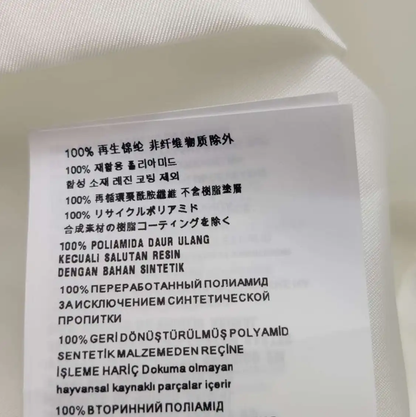 100% 再生锦纶 非纤维物质除外
100% 재활용 폴리아미드
합성 소재 레진 코팅 제외
100% 再循環聚酰胺纖維 不含樹脂塗層
100% リサイクルポリアミド
合成素材の樹脂コーティングを除く
100% POLIAMIDA DAUR ULANG
KECUALI SALUTAN RESIN
DENGAN BAHAN SINTETIK
100% ПЕРЕРАБОТАННЫЙ ПОЛИАМИД
ЗА ИСКЛЮЧЕНИЕМ СИНТЕТИЧЕСКОЙ
ПРОПИТКИ
100% GERİ DÖNÜŞTÜRÜLMÜŞ POLYAMİD
SENTETİK MALZEMEDEN REÇİNE
İŞLEME HARİÇ Dokuma olmayan
hayvansal kaynaklı parçalar içerir
100% ВТОРИННИЙ ПОЛІАМІД